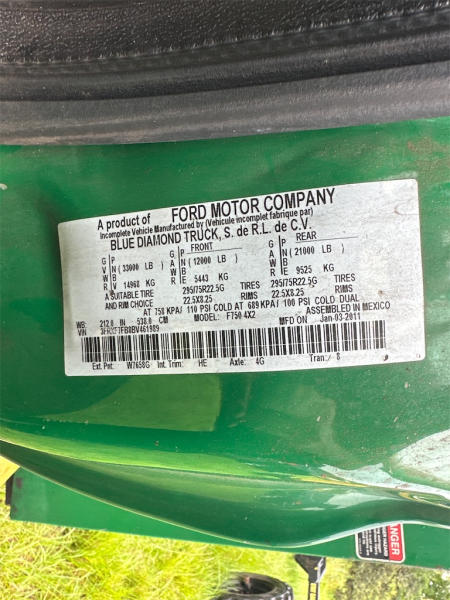 A product of FORD MOTOR COMPANY
Incomplete Vehicle Manufactured by (Vehicule incomplet fabrique par)
BLUE DIAMOND TRUCK, S. de R.L. de C.V.
G P FRONT G P REAR
V N (33000 LB) A N (12000 LB) A N (21000 LB)
W B W B W B
R V 14968 KG R E 5443 KG R E 9525 KG
A SUITABLE TIRE 295/75R22.5G TIRES 295/75R22.5G TIRES
AND RIM CHOICE 22.5X8.25 RIMS 22.5X8.25 RIMS
AT 758 KPA/ 110 PSI COLD AT 689 KPA/ 100 PSI COLD DUAL
WB: 212.0 IN 538.0 CM MODEL: F750 4X2 ASSEMBLED IN MEXICO
VIN MFD ON Jan-03-2011
Ext. Pnt: W7658G Int. Trim: HE Axle: 4G Tran: 8